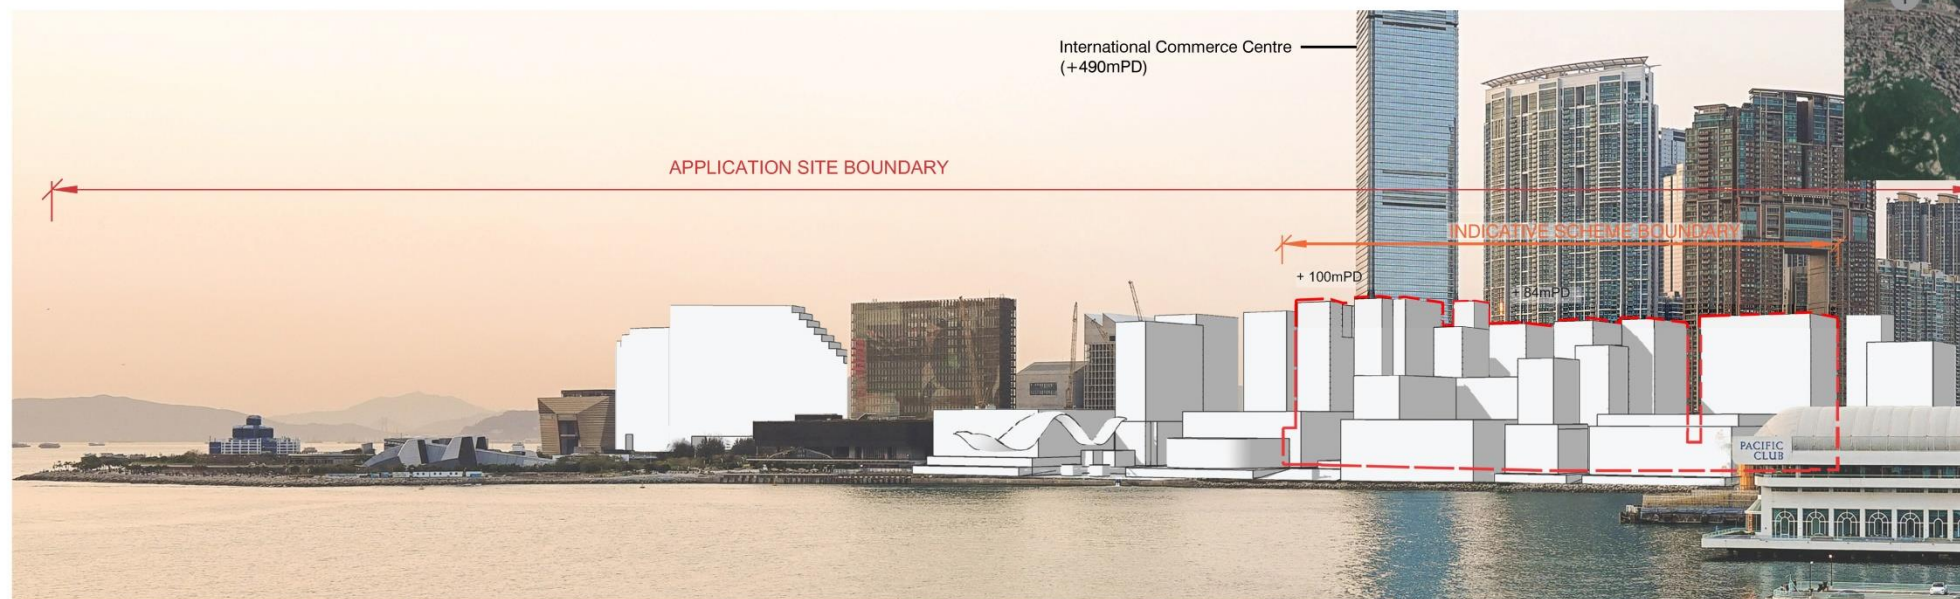 International Commerce Centre
(+490mPD)
APPLICATION SITE BOUNDARY
INDICATIVE SCHEME BOUNDARY
+ 100mPD
+ 84mPD
PACIFIC
CLUB